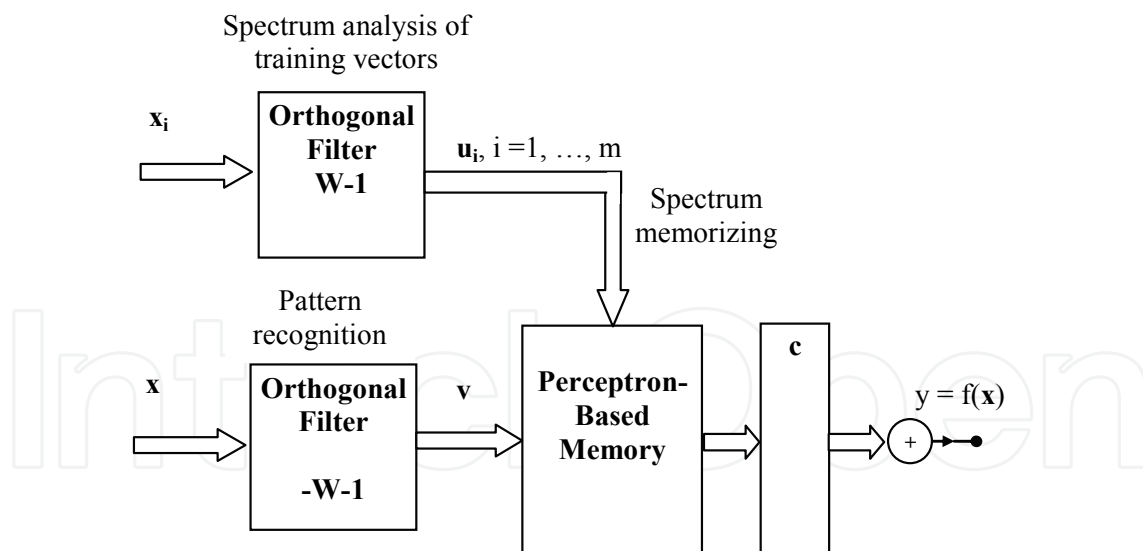 Spectrum analysis of
training vectors
xi
Orthogonal
Filter
W-1
ui, i =1, …, m
Spectrum
memorizing
Pattern
recognition
x
Orthogonal
Filter
-W-1
v
Perceptron-
Based
Memory
c
y = f(x)
+
IntechOpen